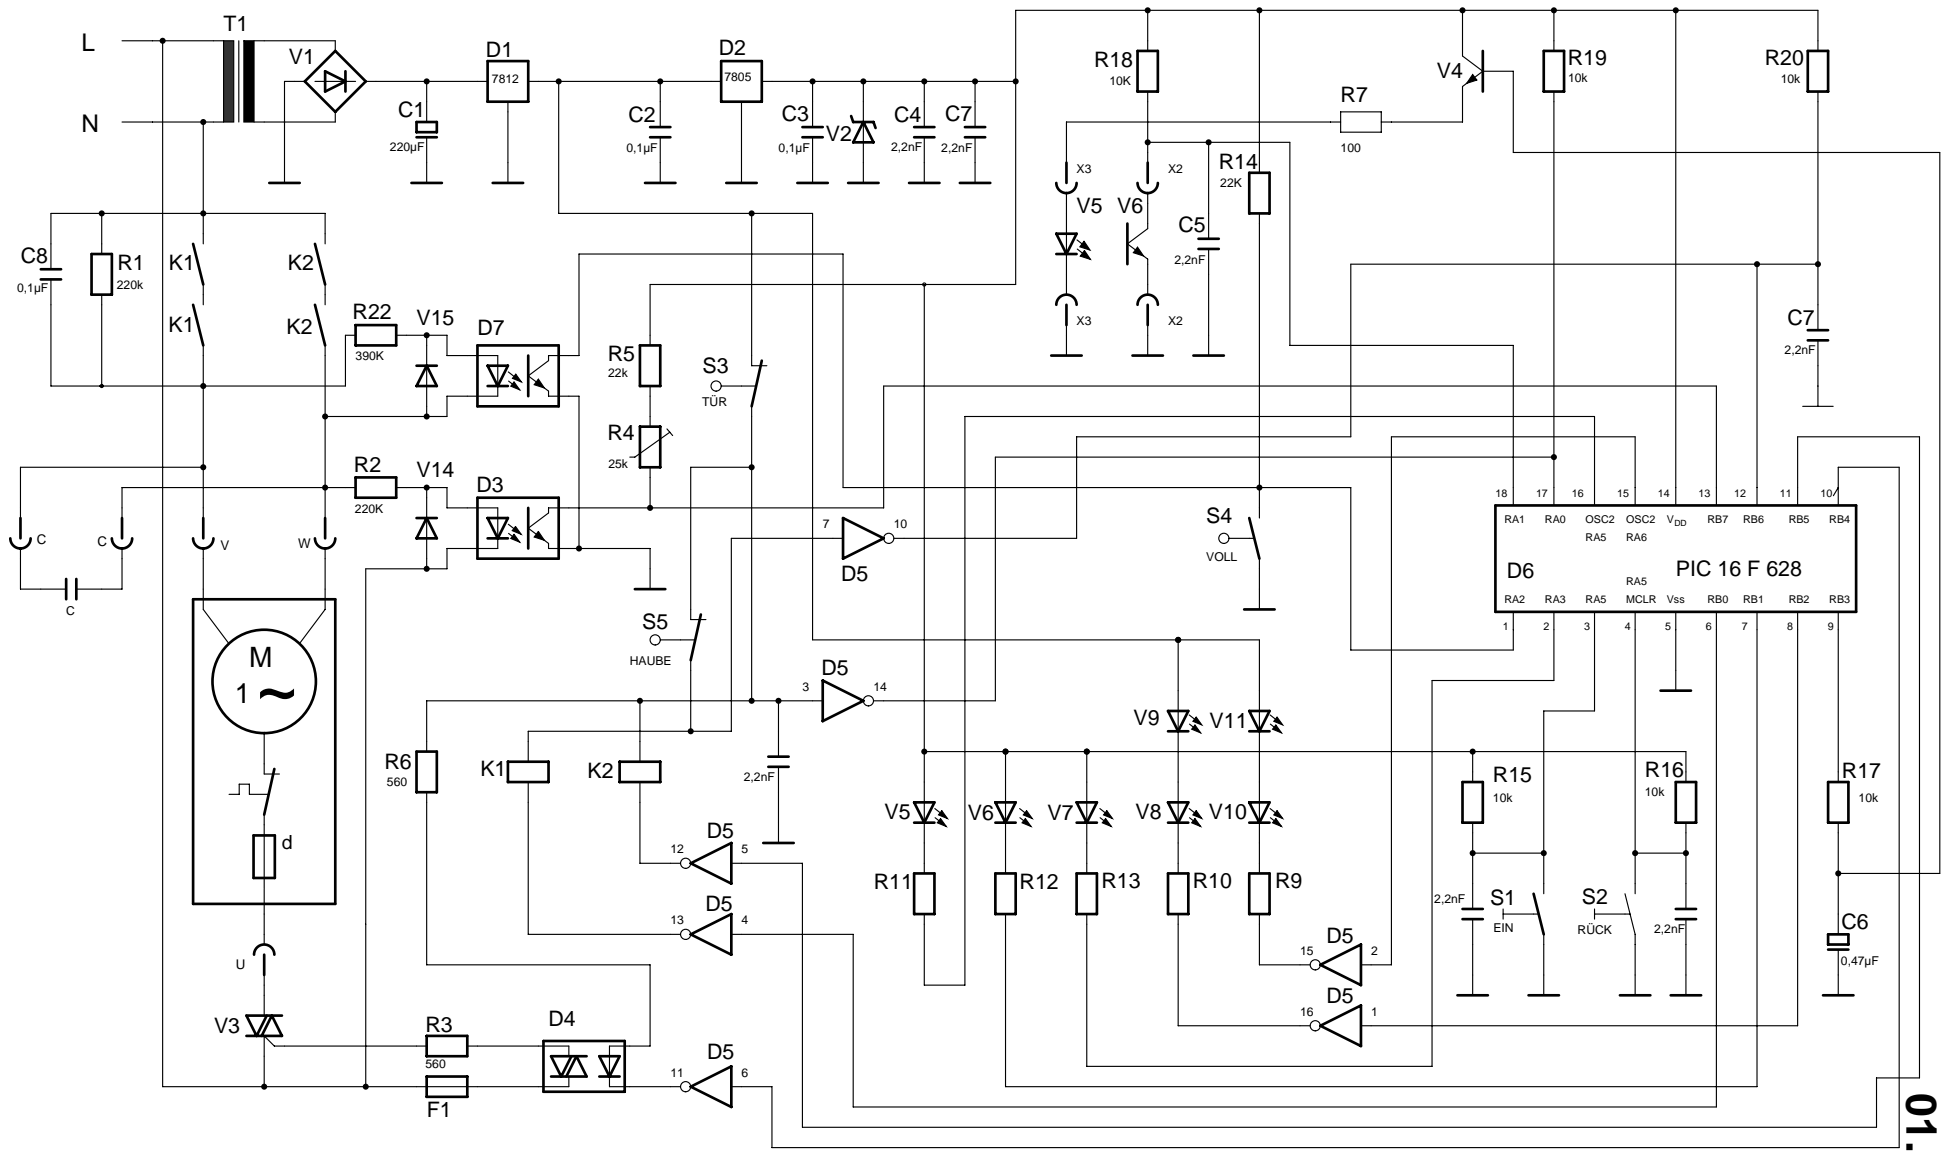 T1
L
N
V1
D1
7812
D2
7805
C1
220µF
C2
0,1µF
C3
0,1µF
V2
C4
2,2nF
C7
2,2nF
R18
10K
V4
R19
10k
R20
10k
R7
100
R14
22K
X3
X2
V5
V6
C5
2,2nF
X3
X2
C8
0,1µF
R1
220k
K1
K2
K1
K2
R22
390K
V15
D7
R5
22k
R4
25k
S3
TÜR
C7
2,2nF
R2
220K
V14
D3
C
C
V
W
C
7
10
D5
S4
VOLL
18
17
16
15
14
13
12
11
10
RA1
RA0
OSC2
OSC2
VDD
RB7
RB6
RB5
RB4
RA5
RA6
D6
PIC 16 F 628
RA5
RA2
RA3
RA5
MCLR
Vss
RB0
RB1
RB2
RB3
1
2
3
4
5
6
7
8
9
M
1 ~
S5
HAUBE
D5
3
14
R6
560
K1
K2
2,2nF
V9
V11
V5
V6
V7
V8
V10
R15
10k
R16
10k
R17
10k
d
D5
12
5
D5
13
4
R11
R12
R13
R10
R9
2,2nF
S1
EIN
S2
RÜCK
2,2nF
C6
0,47µF
D5
15
2
D5
16
1
U
V3
R3
560
F1
D4
D5
11
6
01.